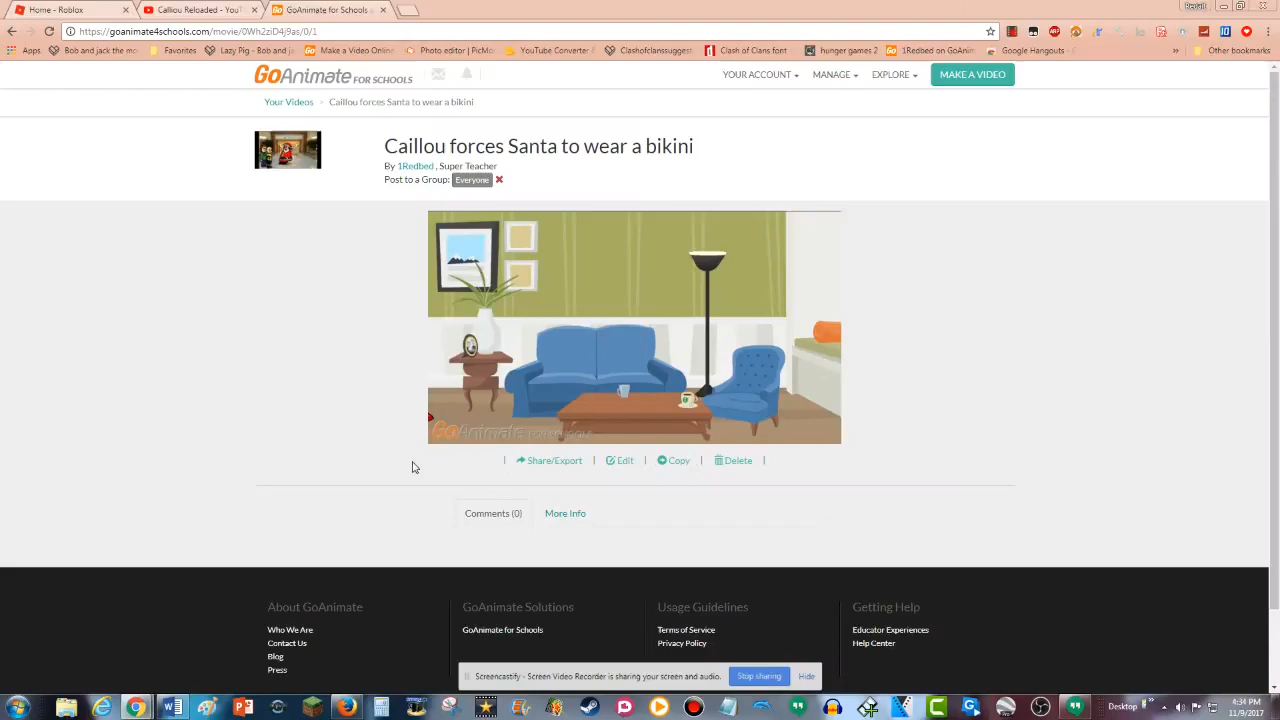 Home - Roblox
Calliou Reloaded - YouT
GoAnimate for Schools
Redall
https://goanimate4schools.com/movie/0Wh2ziD4j9as/0/1
Apps
Bob and jack the mo
Favorites
Lazy Pig - Bob and J
Make a Video Online
Photo editor | PicMo
YouTube Converter
Clashofclanssuggest
Clash of Clans font
hunger games 2
1Redbed on GoAnim
Google Hangouts - F
Other bookmarks
GoAnimate FOR SCHOOLS
YOUR ACCOUNT
MANAGE
EXPLORE
MAKE A VIDEO
Your Videos
Caillou forces Santa to wear a bikini
Caillou forces Santa to wear a bikini
By 1Redbed , Super Teacher
Post to a Group: Everyone
GoAnimate FOR SCHOOLS
Share/Export
Edit
Copy
Delete
Comments (0)
More Info
About GoAnimate
GoAnimate Solutions
Usage Guidelines
Getting Help
Who We Are
GoAnimate for Schools
Terms of Service
Educator Experiences
Contact Us
Privacy Policy
Help Center
Blog
Press
Screencastify - Screen Video Recorder is sharing your screen and audio.
Stop sharing
Hide
Desktop
4:34 PM
11/9/2017